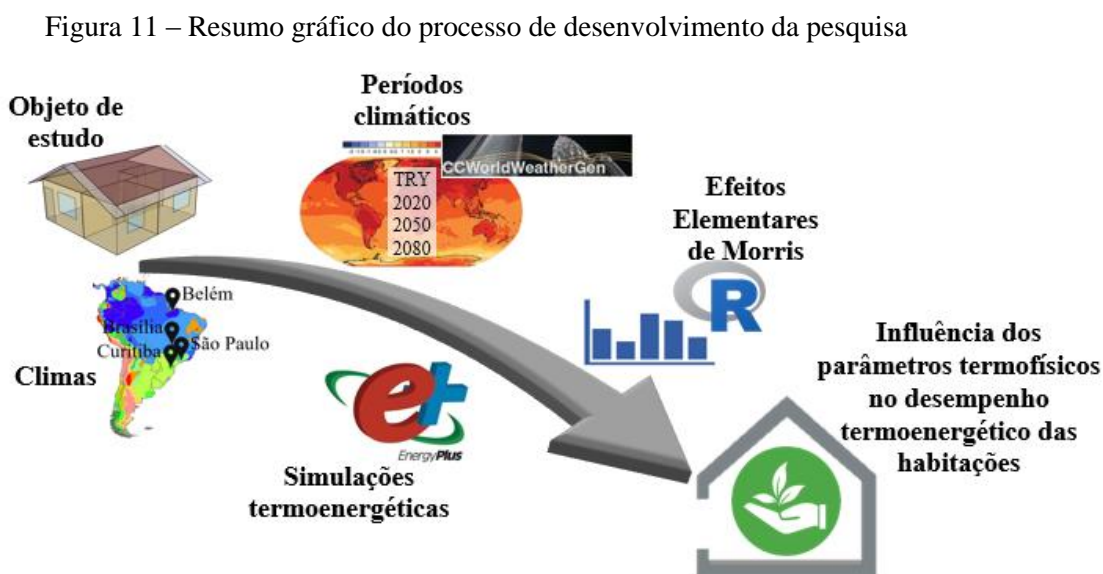 Figura 11 – Resumo gráfico do processo de desenvolvimento da pesquisa
Objeto de
estudo
Períodos
climáticos
CCWorldWeatherGen
TRY
2020
2050
2080
Efeitos
Elementares
de Morris
R
Belém
Brasília
São Paulo
Curitiba
Climas
e+
EnergyPlus
Simulações
termoenergéticas
Influência dos
parâmetros termofísicos
no desempenho
termoenergético das
habitações